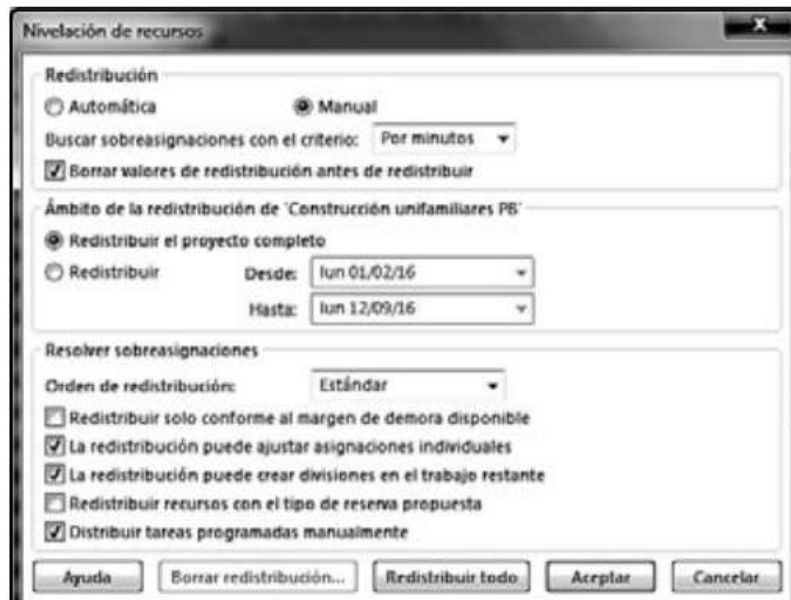 Nivelación de recursos
Redistribución
Automática Manual
Buscar sobreasignaciones con el criterio: Por minutos
Borrar valores de redistribución antes de redistribuir
Ámbito de la redistribución de 'Construcción unifamiliares PB'
Redistribuir el proyecto completo
Redistribuir Desde: lun 01/02/16
Hasta: lun 12/09/16
Resolver sobreasignaciones
Orden de redistribución: Estándar
Redistribuir solo conforme al margen de demora disponible
La redistribución puede ajustar asignaciones individuales
La redistribución puede crear divisiones en el trabajo restante
Redistribuir recursos con el tipo de reserva propuesta
Distribuir tareas programadas manualmente
Ayuda Borrar redistribución... Redistribuir todo Aceptar Cancelar